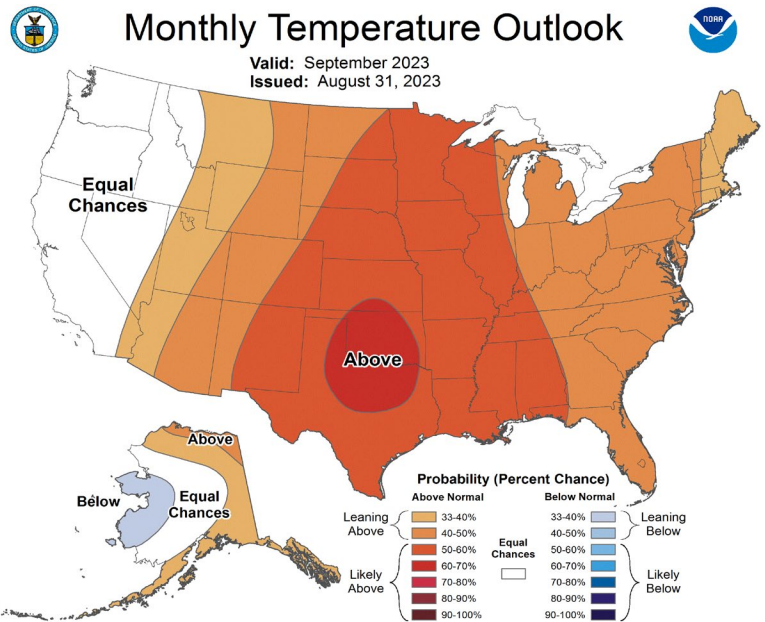 Monthly Temperature Outlook
NOAA
Valid: September 2023
Issued: August 31, 2023
Equal
Chances
Above
Above
Below
Equal
Chances
Probability (Percent Chance)
Above Normal
Below Normal
Leaning
Above
33-40%
40-50%
Likely
Above
50-60%
60-70%
70-80%
80-90%
90-100%
Equal
Chances
33-40%
40-50%
Leaning
Below
50-60%
60-70%
70-80%
80-90%
90-100%
Likely
Below